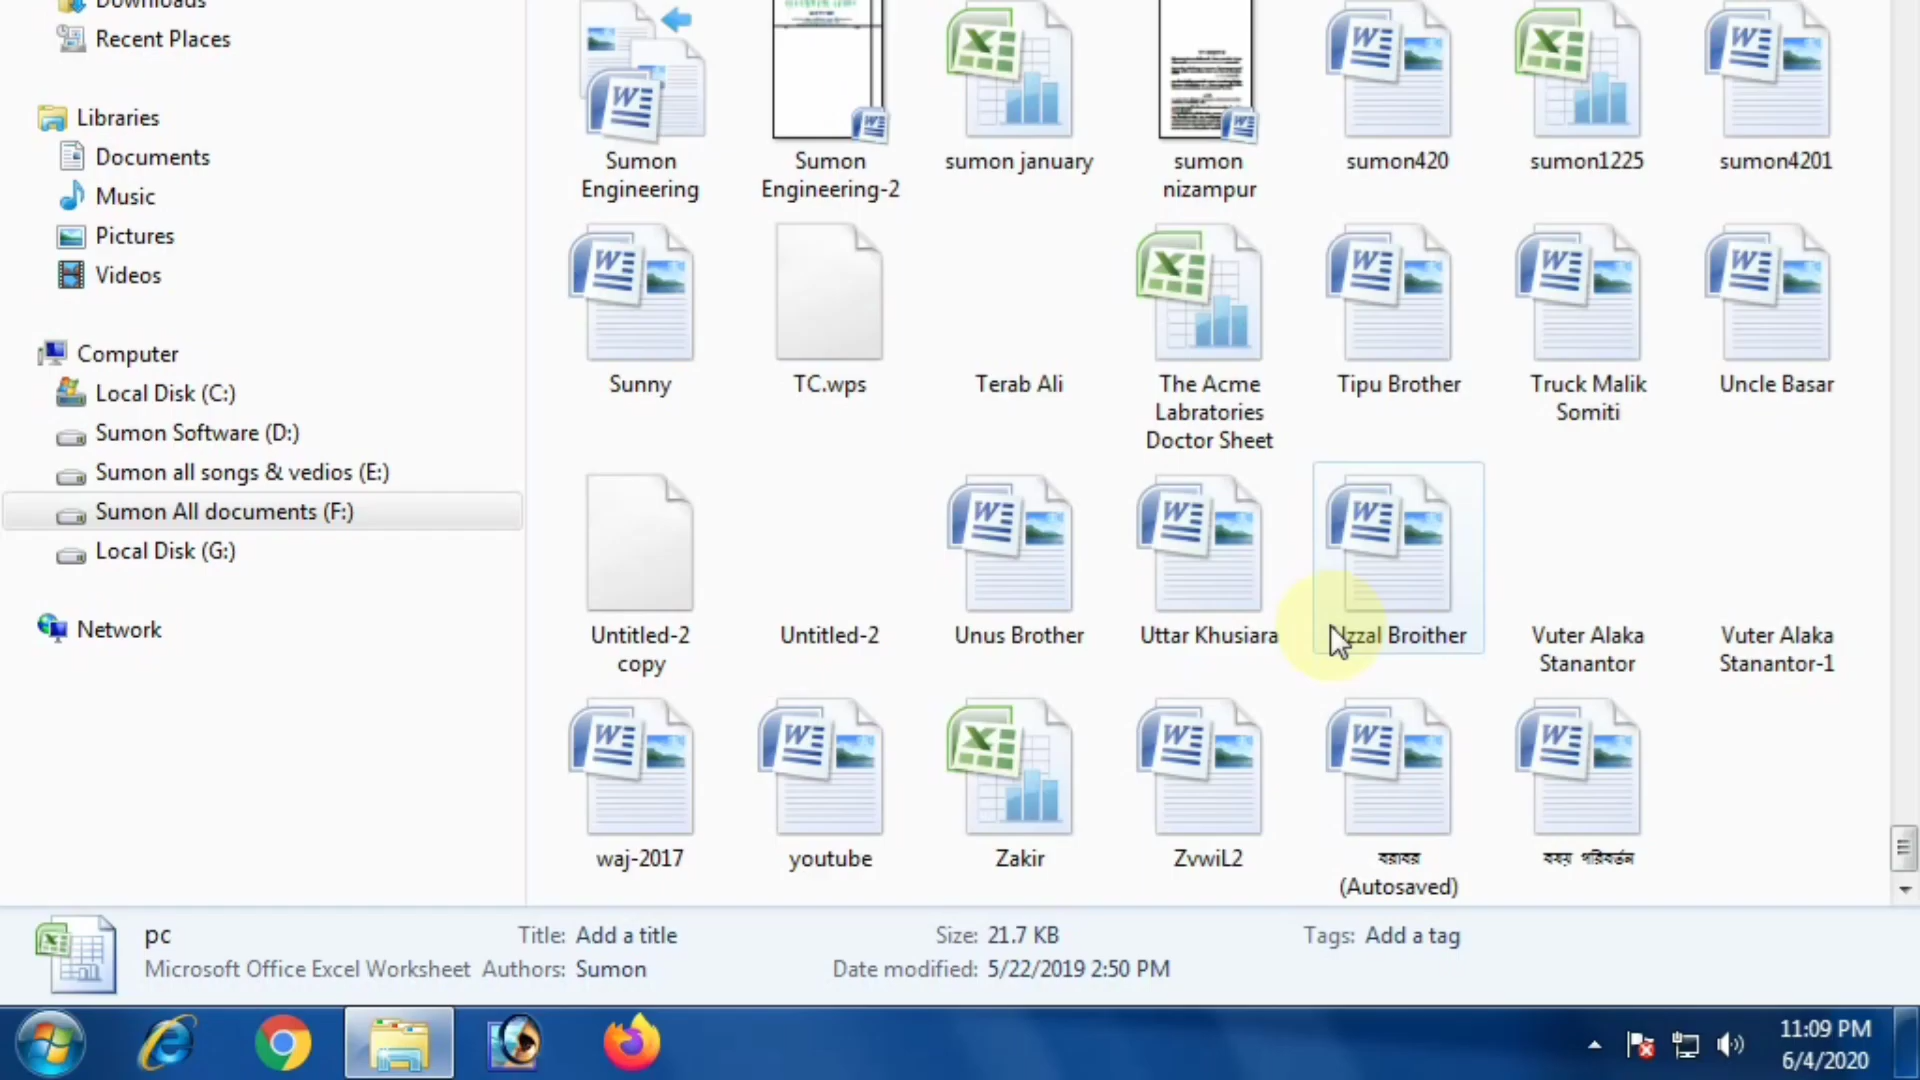 Downloads
Recent Places
Libraries
Documents
Music
Pictures
Videos
Computer
Local Disk (C:)
Sumon Software (D:)
Sumon all songs & vedios (E:)
Sumon All documents (F:)
Local Disk (G:)
Network
Sumon
Engineering
Sumon
Engineering-2
sumon january
sumon
nizampur
sumon420
sumon1225
sumon4201
Sunny
TC.wps
Terab Ali
The Acme
Labratories
Doctor Sheet
Tipu Brother
Truck Malik
Somiti
Uncle Basar
Untitled-2
copy
Untitled-2
Unus Brother
Uttar Khusiara
Broither
Vuter Alaka
Stanantor
Vuter Alaka
Stanantor-1
waj-2017
youtube
Zakir
ZvwiL2
বরাবর
(Autosaved)
পরিবর্তন
pc
Microsoft Office Excel Worksheet
Title: Add a title
Authors: Sumon
Size: 21.7 KB
Date modified: 5/22/2019 2:50 PM
Tags: Add a tag
11:09 PM
6/4/2020